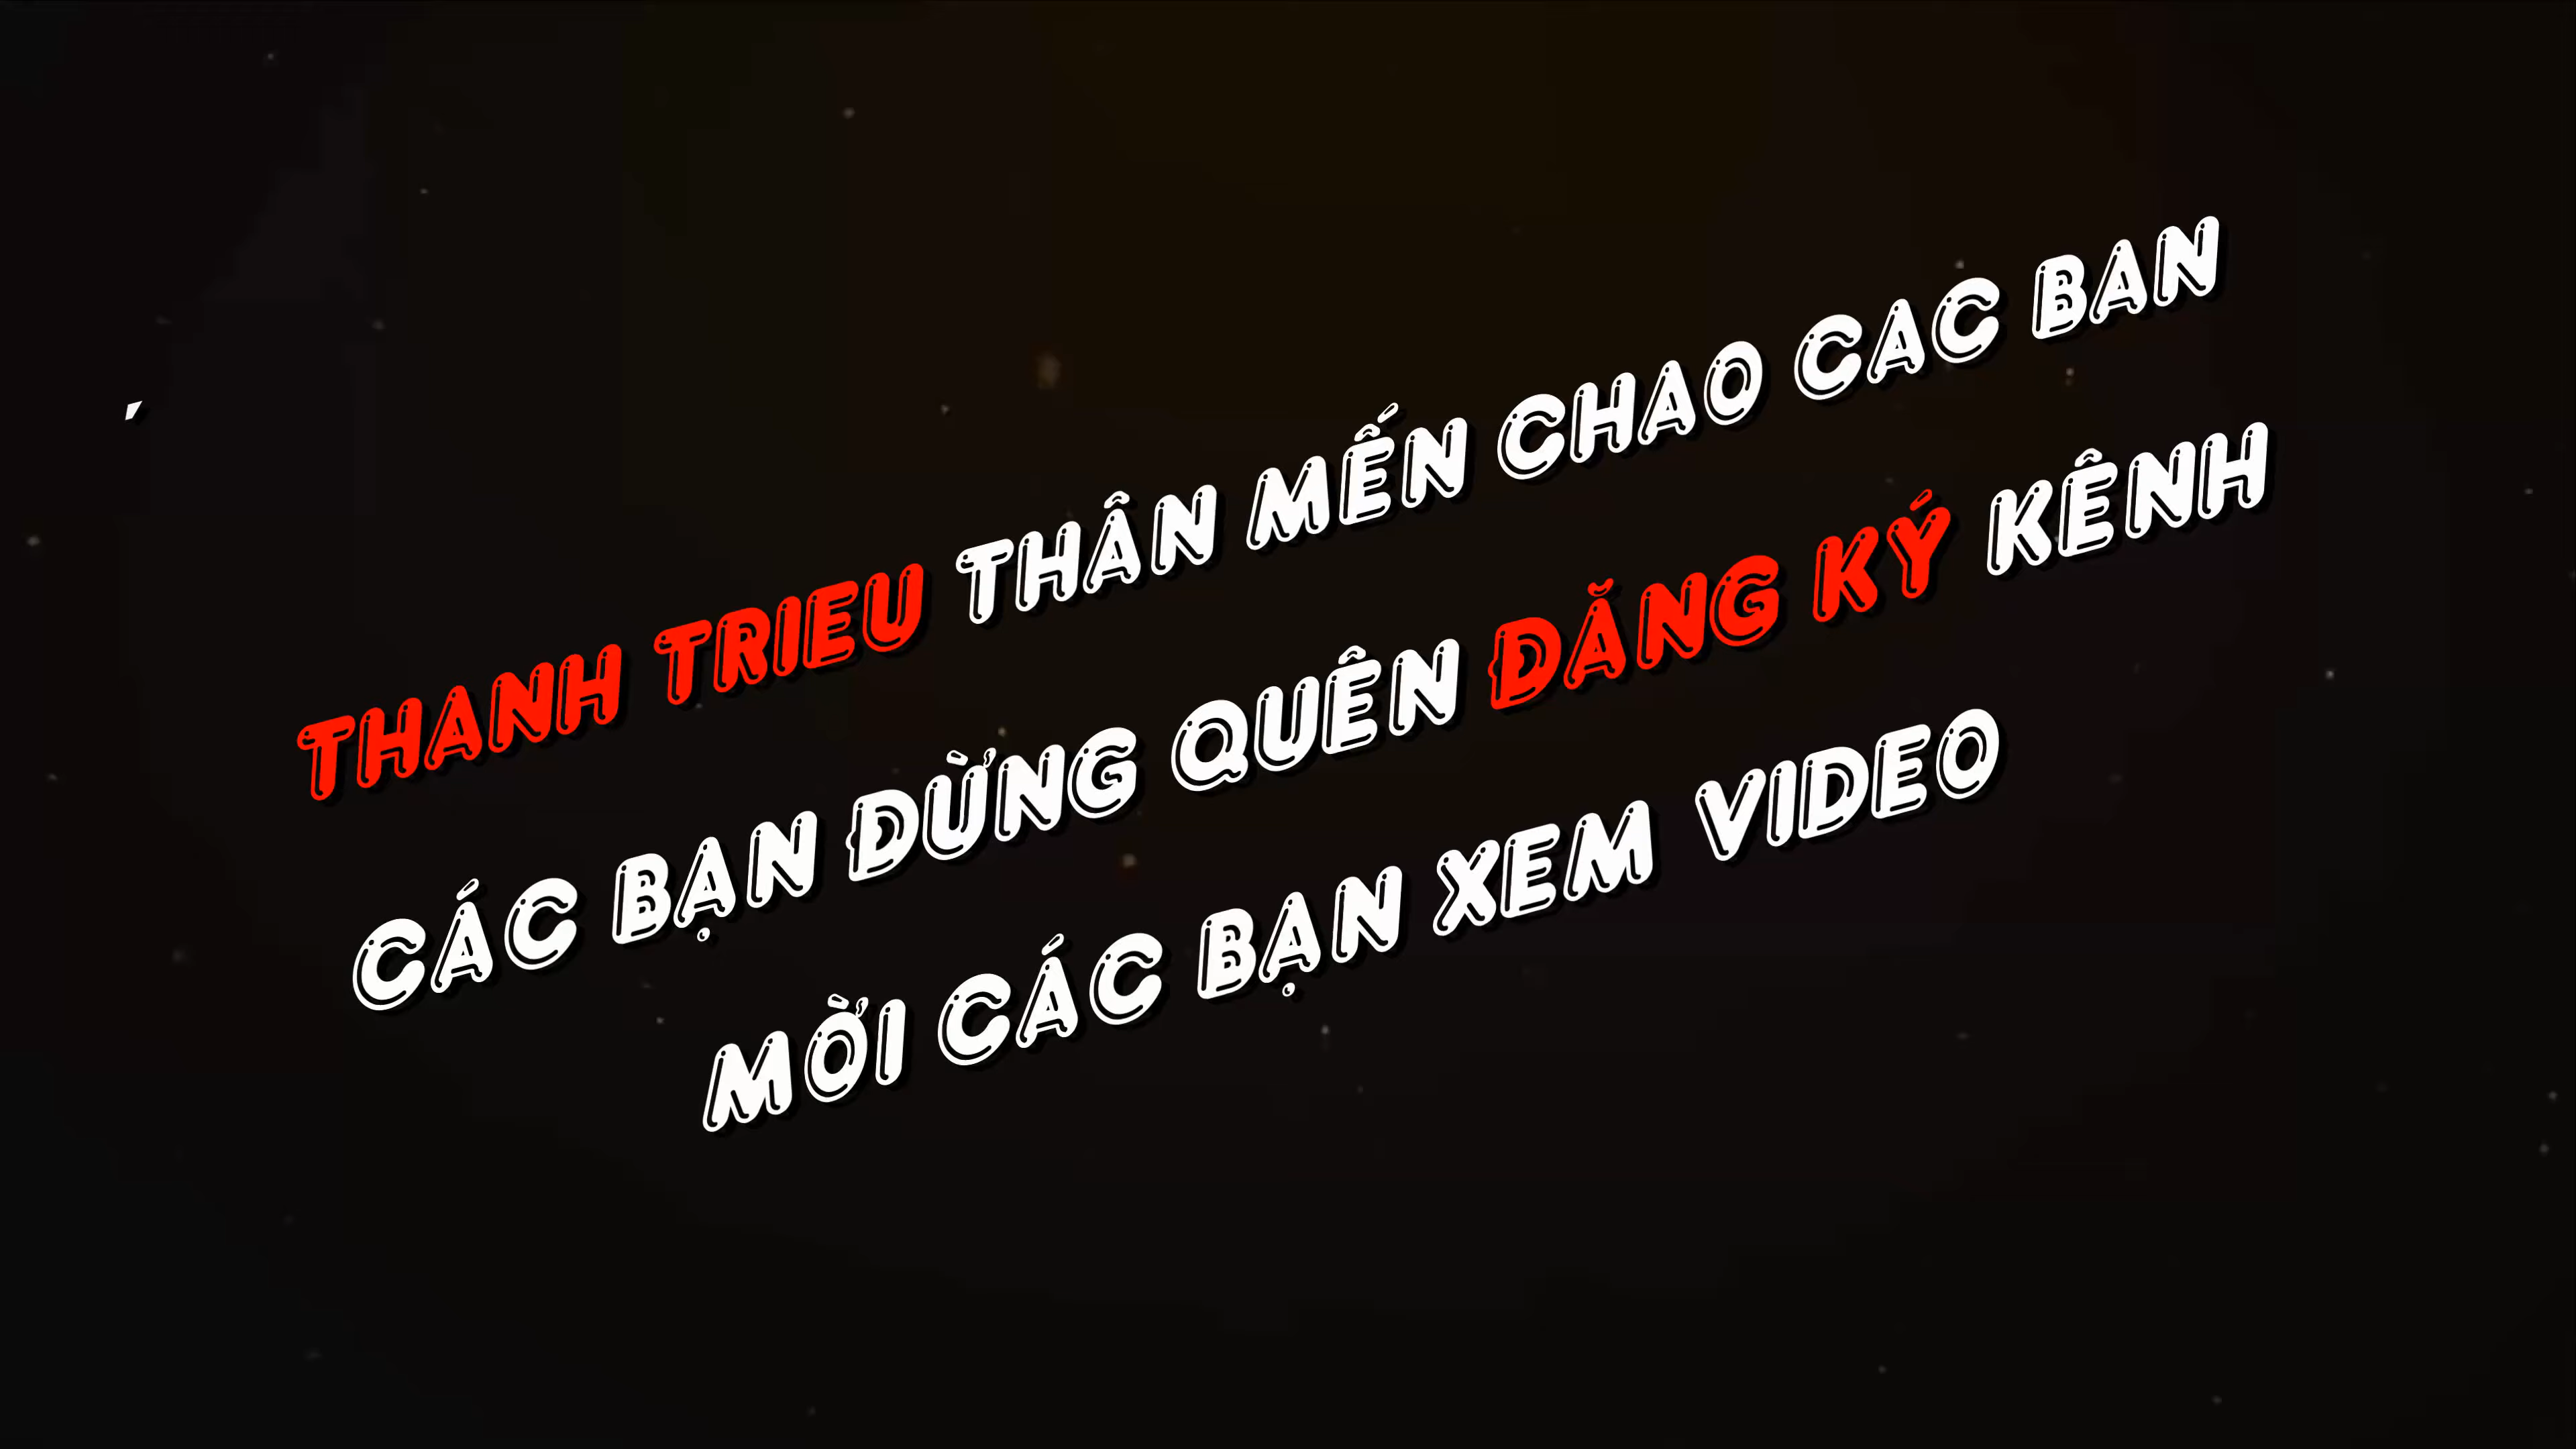 THANH TRIEU THÂN MẾN CHAO CAC BAN
CÁC BẠN ĐỪNG QUÊN ĐĂNG KÝ KÊNH
MỜI CÁC BẠN XEM VIDEO